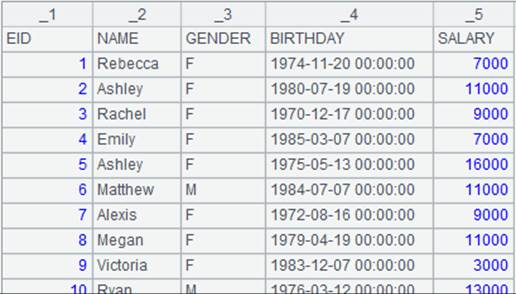 _1 _2 _3 _4 _5
EID NAME GENDER BIRTHDAY SALARY
1 Rebecca F 1974-11-20 00:00:00 7000
2 Ashley F 1980-07-19 00:00:00 11000
3 Rachel F 1970-12-17 00:00:00 9000
4 Emily F 1985-03-07 00:00:00 7000
5 Ashley F 1975-05-13 00:00:00 16000
6 Matthew M 1984-07-07 00:00:00 11000
7 Alexis F 1972-08-16 00:00:00 9000
8 Megan F 1979-04-19 00:00:00 11000
9 Victoria F 1983-12-07 00:00:00 3000
10 Ryan M 1976-03-12 00:00:00 13000